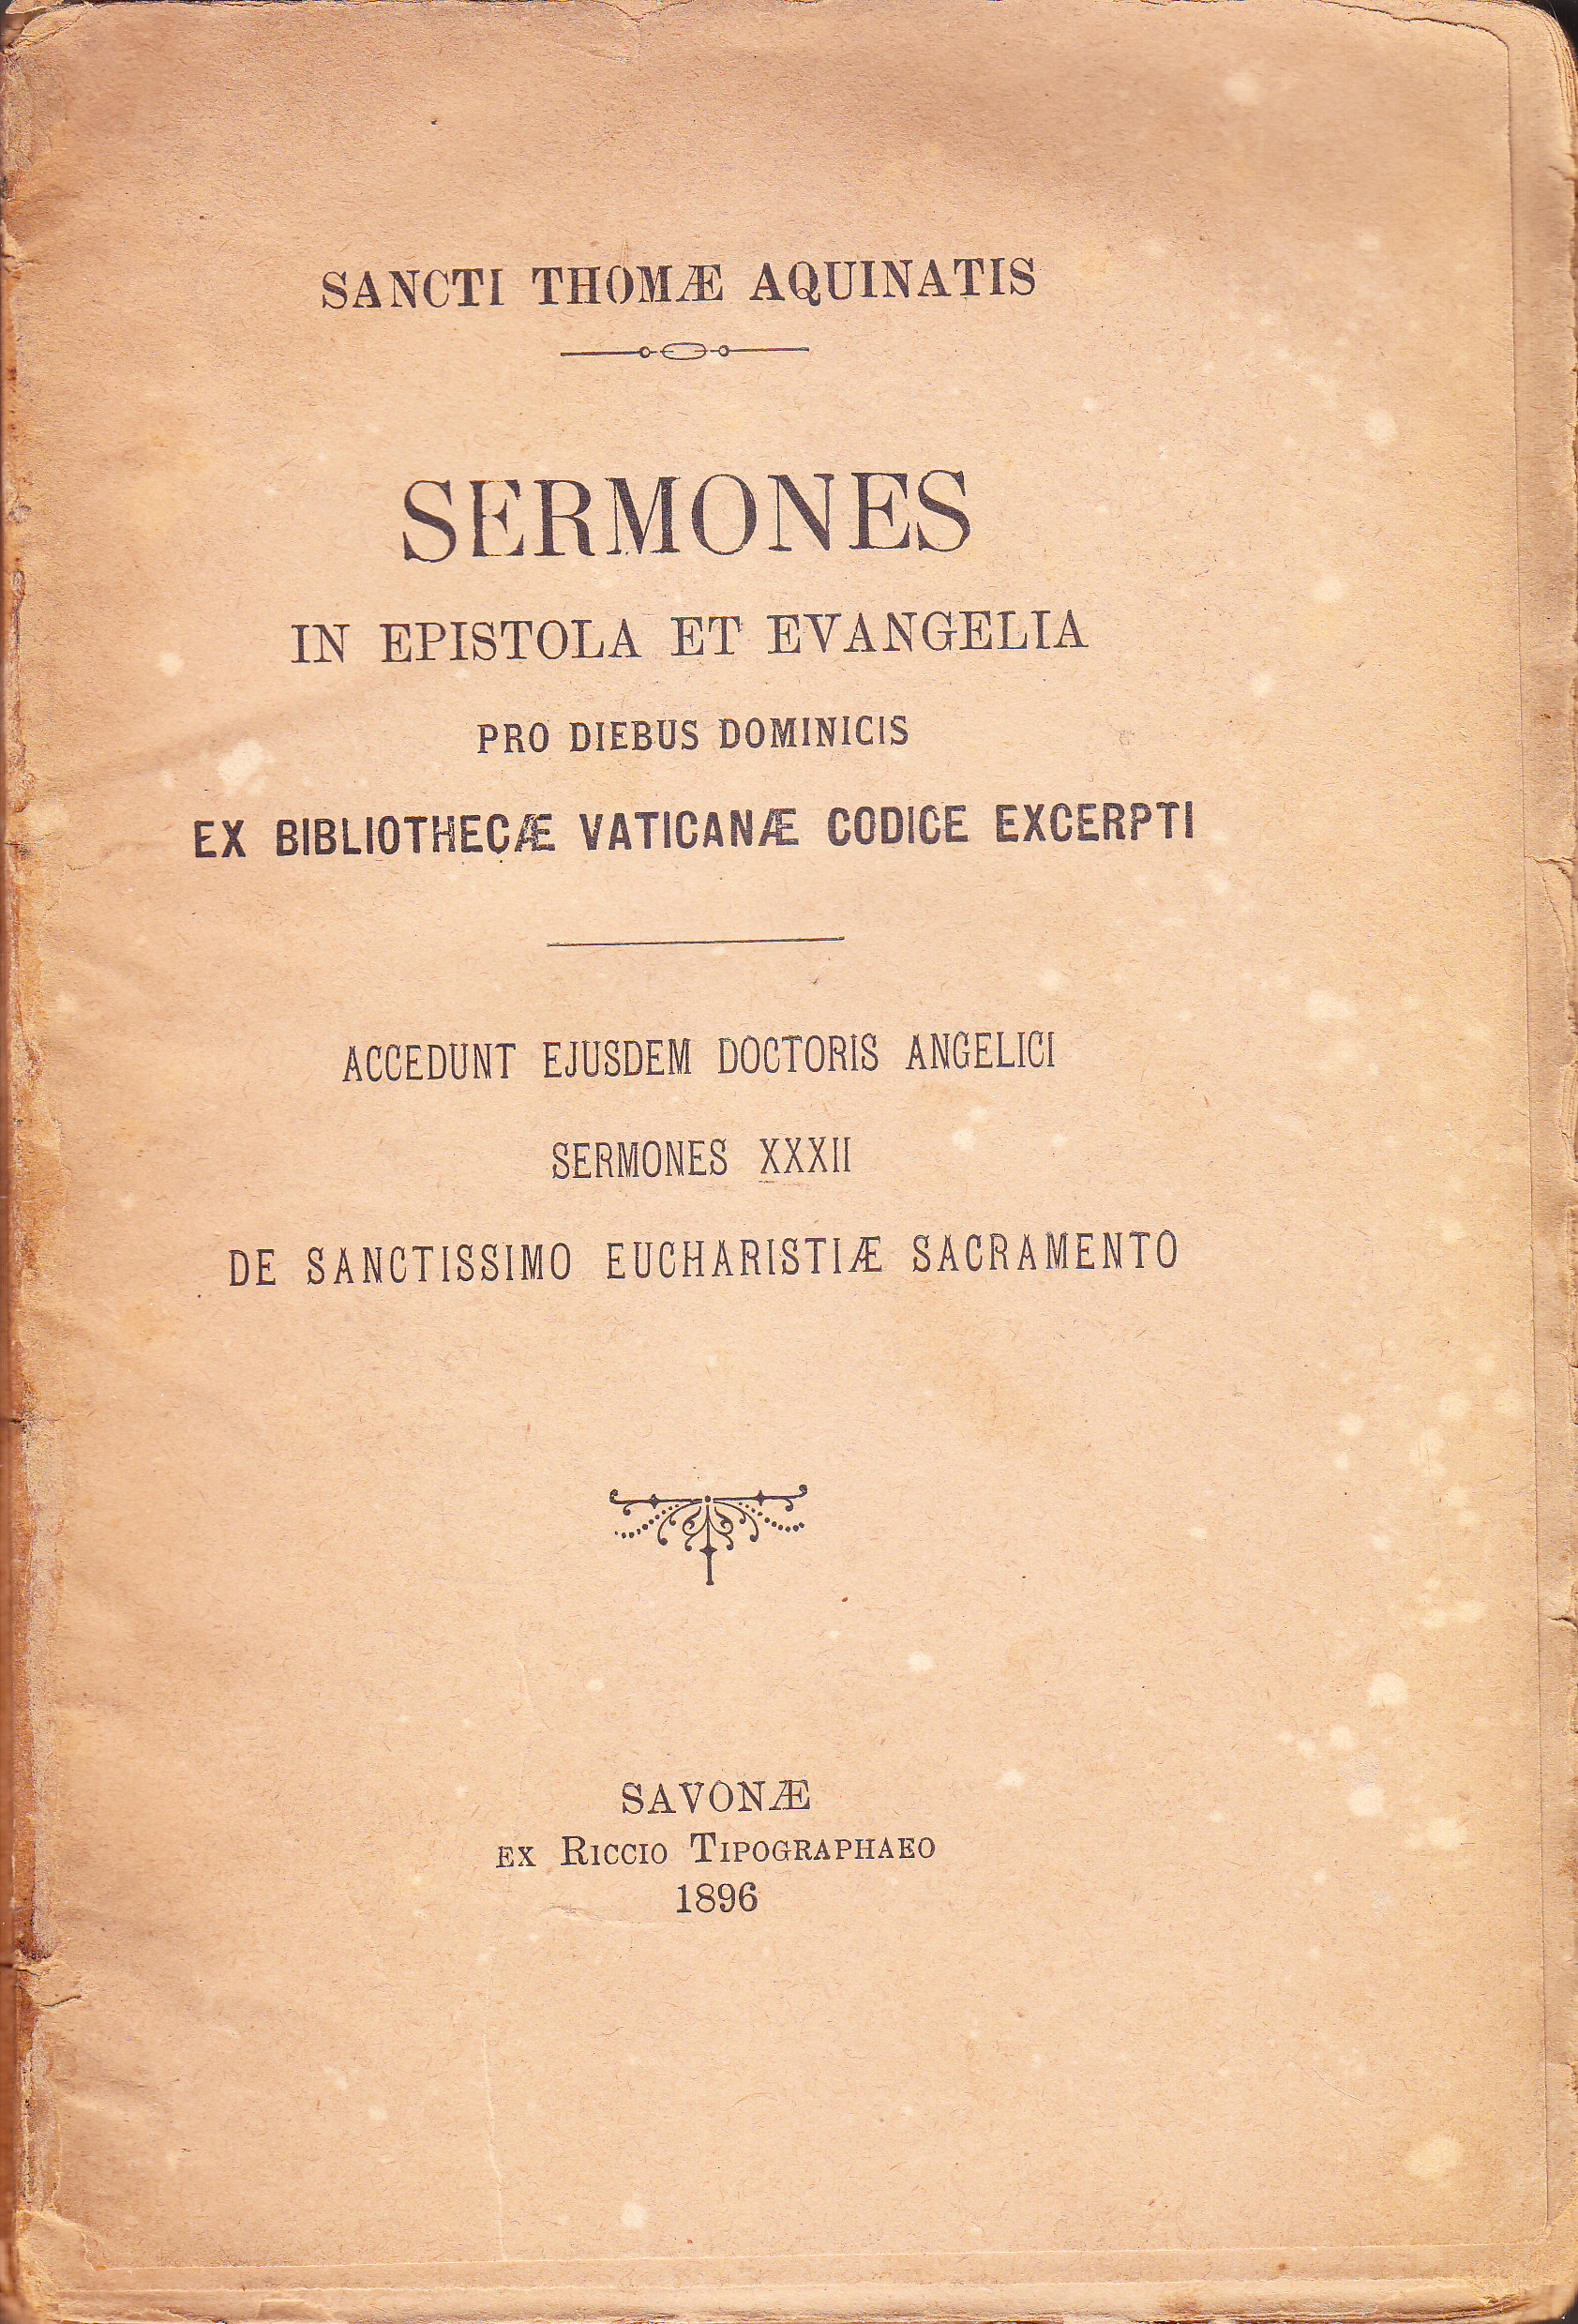 SANCTI THOMÆ AQUINATIS
SERMONES
IN EPISTOLA ET EVANGELIA
PRO DIEBUS DOMINICIS
EX BIBLIOTHECÆ VATICANÆ CODICE EXCERPTI
ACCEDUNT EJUSDEM DOCTORIS ANGELICI
SERMONES XXXII
DE SANCTISSIMO EUCHARISTIÆ SACRAMENTO
SAVONÆ
EX RICCIO TIPOGRAPHAEO
1896